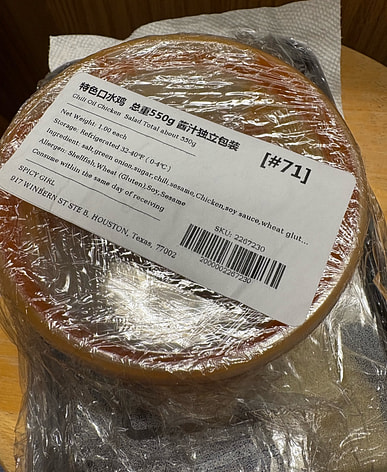 特色口水鸡 总重550g 酱汁独立包装
Chili Oil Chicken Salad Total about 550g
[#71]
Net Weight: 1.00 each
Storage: Refrigerated 32-40°F ( 0-4°C )
Ingredient: salt,green onion,sugar,chili,sesame,Chicken,soy sauce,wheat glut...
Allergen: Shellfish,Wheat (Gluten),Soy,Sesame
Consume within the same day of receiving
SPICY GIRL
917 WINBERN ST STE B, HOUSTON, Texas, 77002
SKU: 2267230
2000002267230